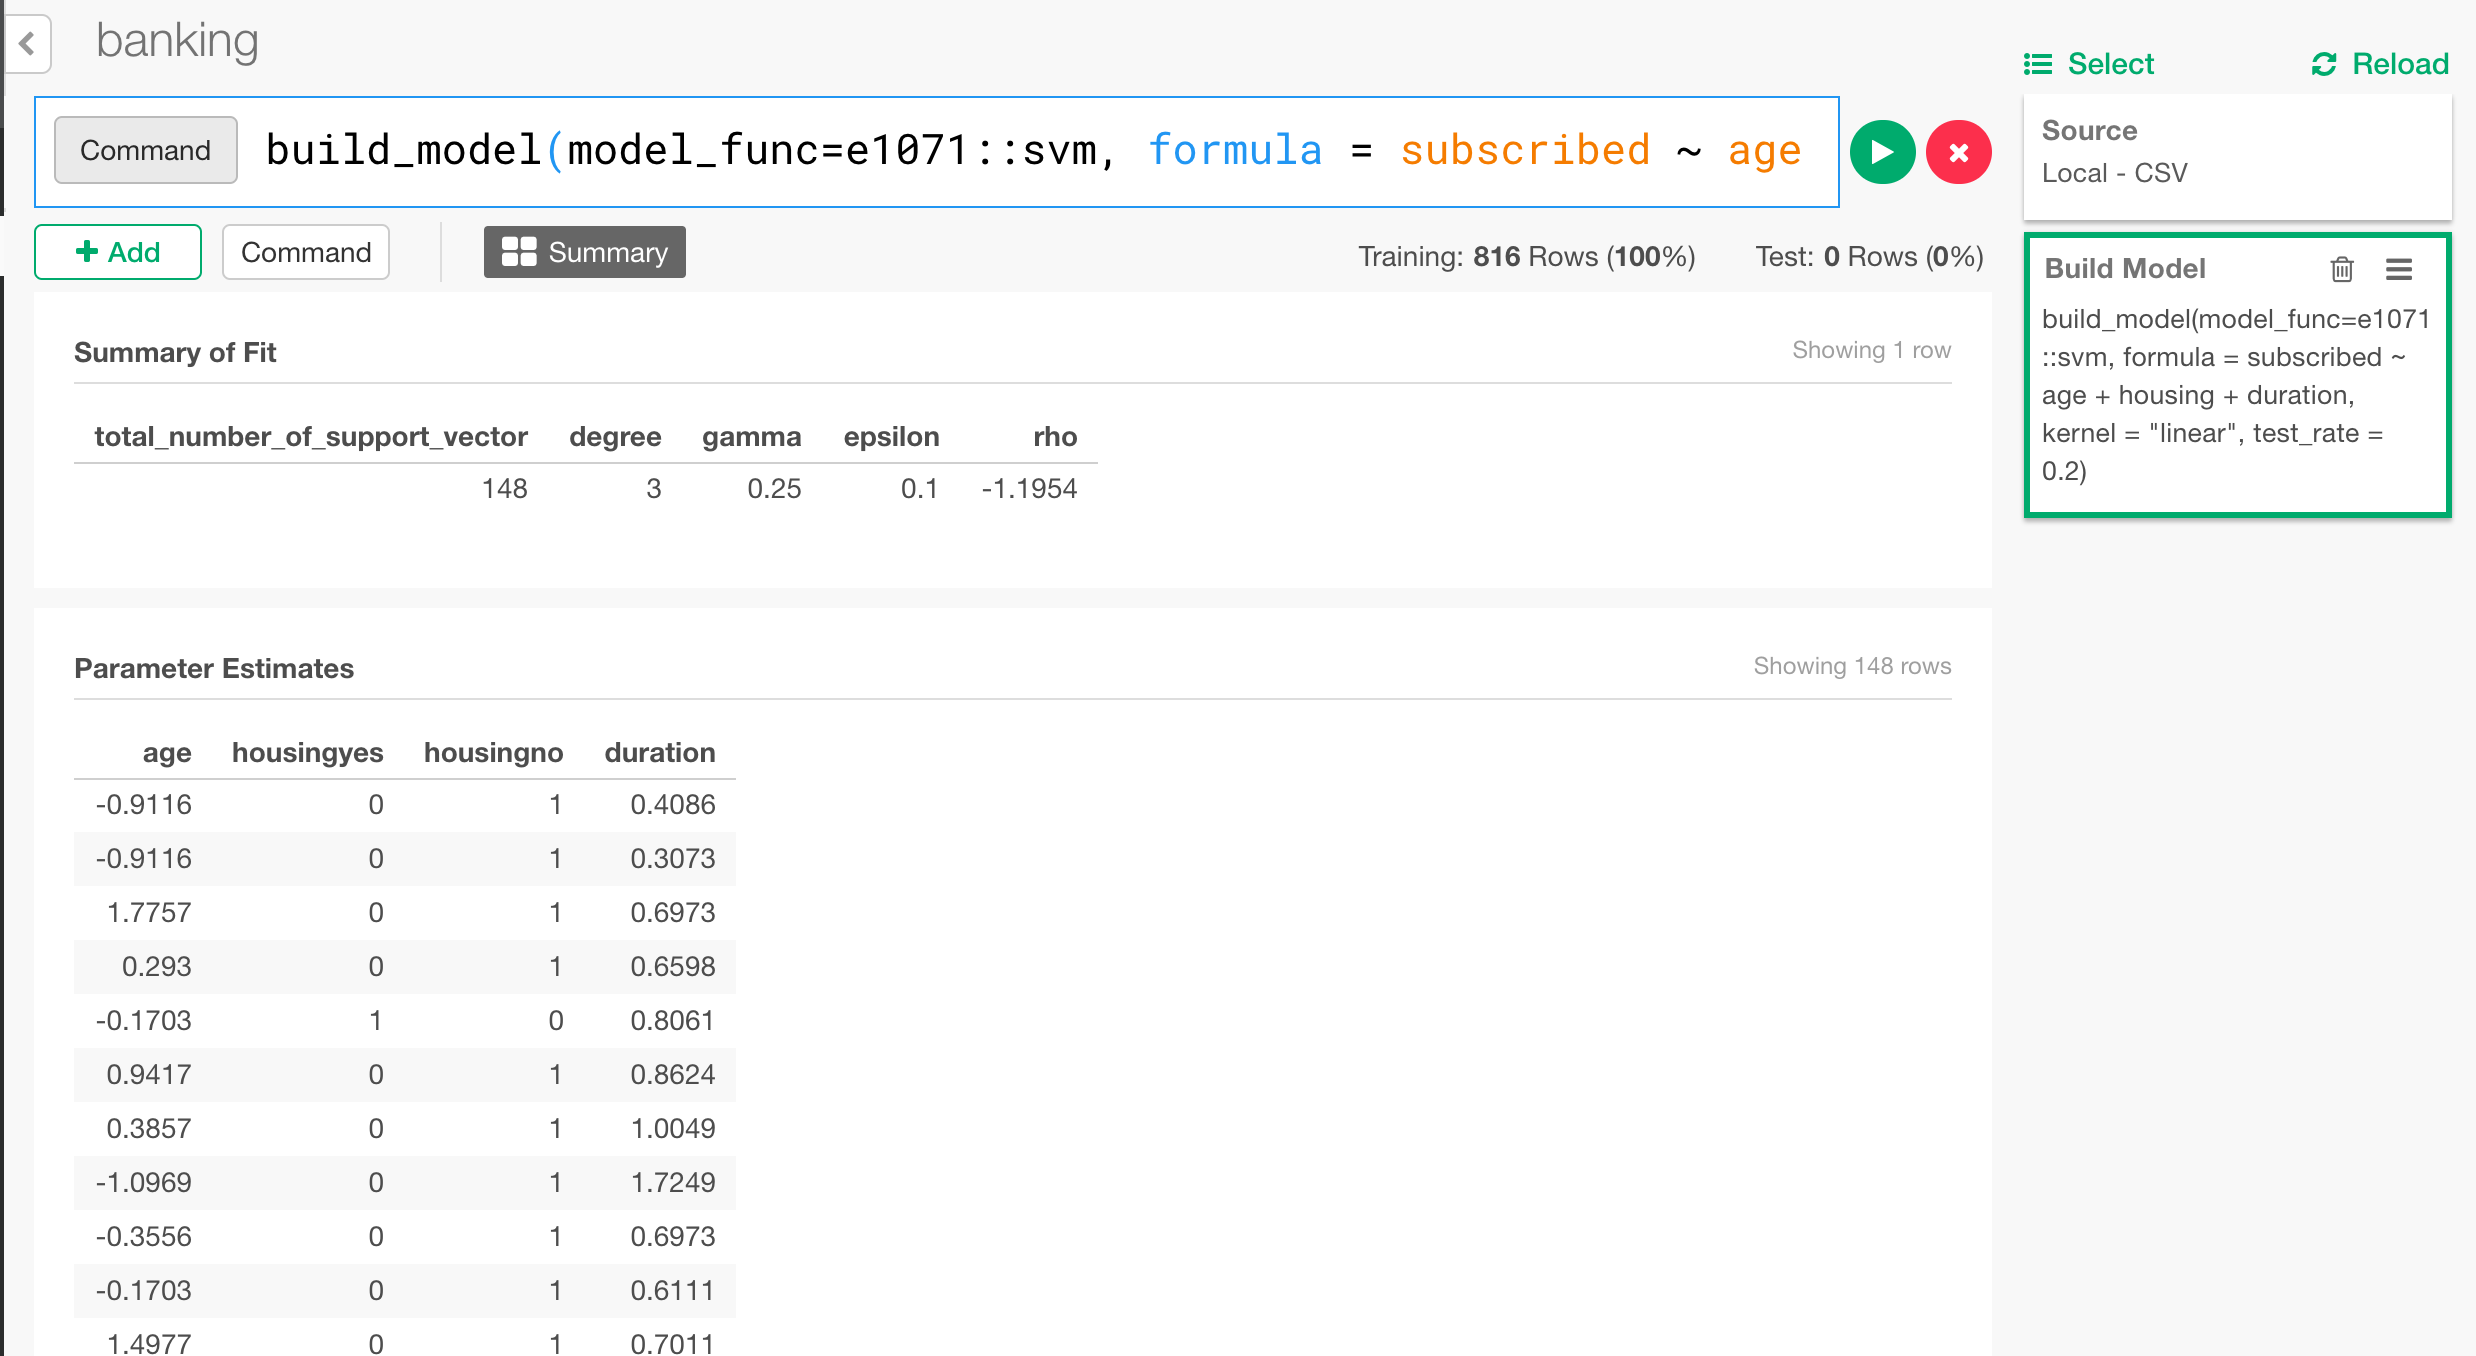 banking
Select
Reload
Command build_model(model_func=e1071::svm, formula = subscribed ~ age
Source
Local - CSV
Add
Command
Summary
Training: 816 Rows (100%)
Test: 0 Rows (0%)
Build Model
build_model(model_func=e1071
::svm, formula = subscribed ~
age + housing + duration,
kernel = "linear", test_rate =
0.2)
Summary of Fit
Showing 1 row
total_number_of_support_vector degree gamma epsilon rho
148 3 0.25 0.1 -1.1954
Parameter Estimates
Showing 148 rows
age housingyes housingno duration
-0.9116 0 1 0.4086
-0.9116 0 1 0.3073
1.7757 0 1 0.6973
0.293 0 1 0.6598
-0.1703 1 0 0.8061
0.9417 0 1 0.8624
0.3857 0 1 1.0049
-1.0969 0 1 1.7249
-0.3556 0 1 0.6973
-0.1703 0 1 0.6111
1.4977 0 1 0.7011